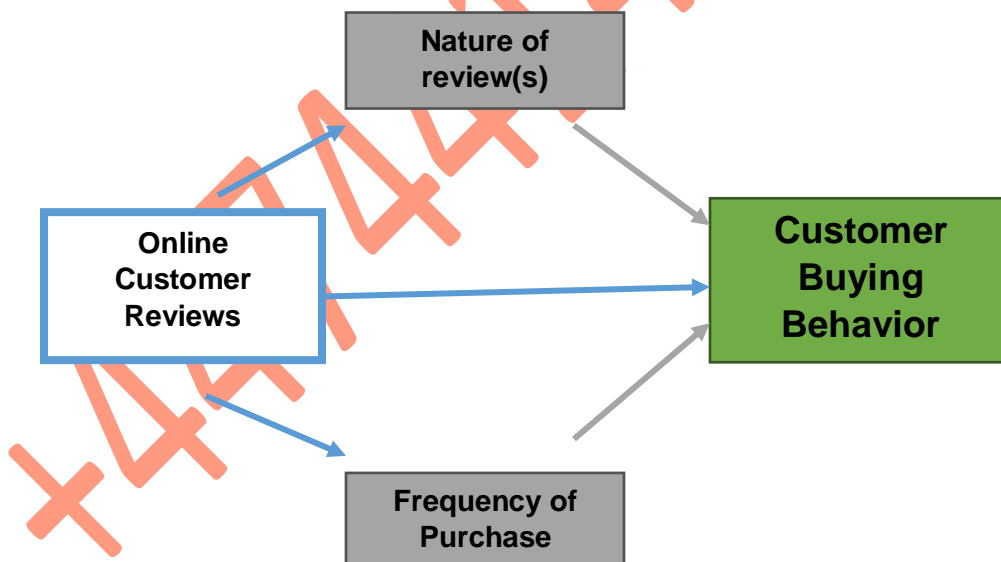 Nature of
review(s)
Online
Customer
Reviews
Customer
Buying
Behavior
Frequency of
Purchase